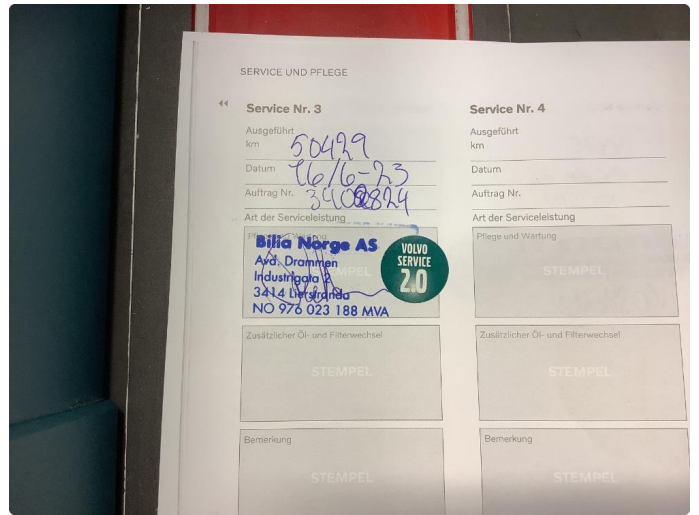 SERVICE UND PFLEGE
Service Nr. 3
Ausgeführt
km 50429
Datum 16/6-23
Auftrag Nr.
Art der Serviceleistung
Bilia Norge AS
Avd. Drammen
Industrigata 2
3414 Lierstranda
NO 976 023 188 MVA
VOLVO
SERVICE
2.0
Zusätzlicher Öl- und Filterwechsel
STEMPEL
Bemerkung
STEMPEL
Service Nr. 4
Ausgeführt
km
Datum
Auftrag Nr.
Art der Serviceleistung
Pflege und Wartung
STEMPEL
Zusätzlicher Öl- und Filterwechsel
STEMPEL
Bemerkung
STEMPEL